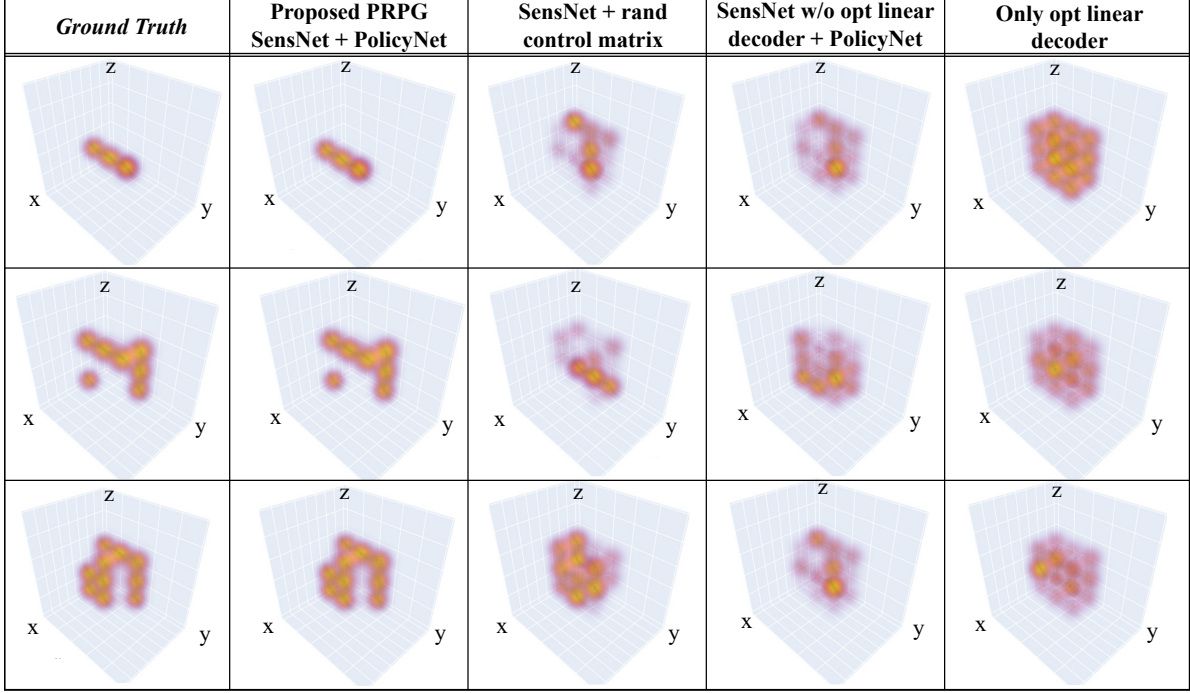 Ground Truth
Proposed PRPG
SensNet + PolicyNet
SensNet + rand
control matrix
SensNet w/o opt linear
decoder + PolicyNet
Only opt linear
decoder
z
x
y
z
x
y
z
x
y
z
x
y
z
x
y
z
x
y
z
x
y
z
x
y
z
x
y
z
x
y
z
x
y
z
x
y
z
x
y
z
x
y
z
x
y